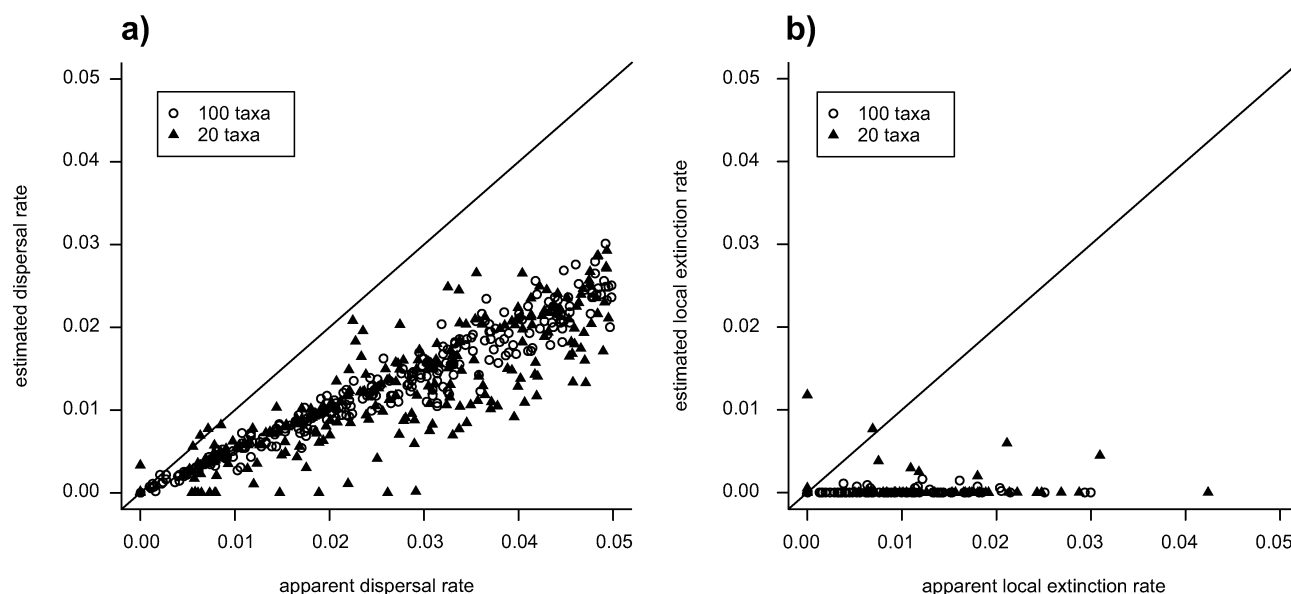 a)
0.05
0.04
0.03
0.02
0.01
0.00
estimated dispersal rate
100 taxa
20 taxa
0.00 0.01 0.02 0.03 0.04 0.05
apparent dispersal rate
b)
0.05
0.04
0.03
0.02
0.01
0.00
estimated local extinction rate
100 taxa
20 taxa
0.00 0.01 0.02 0.03 0.04 0.05
apparent local extinction rate